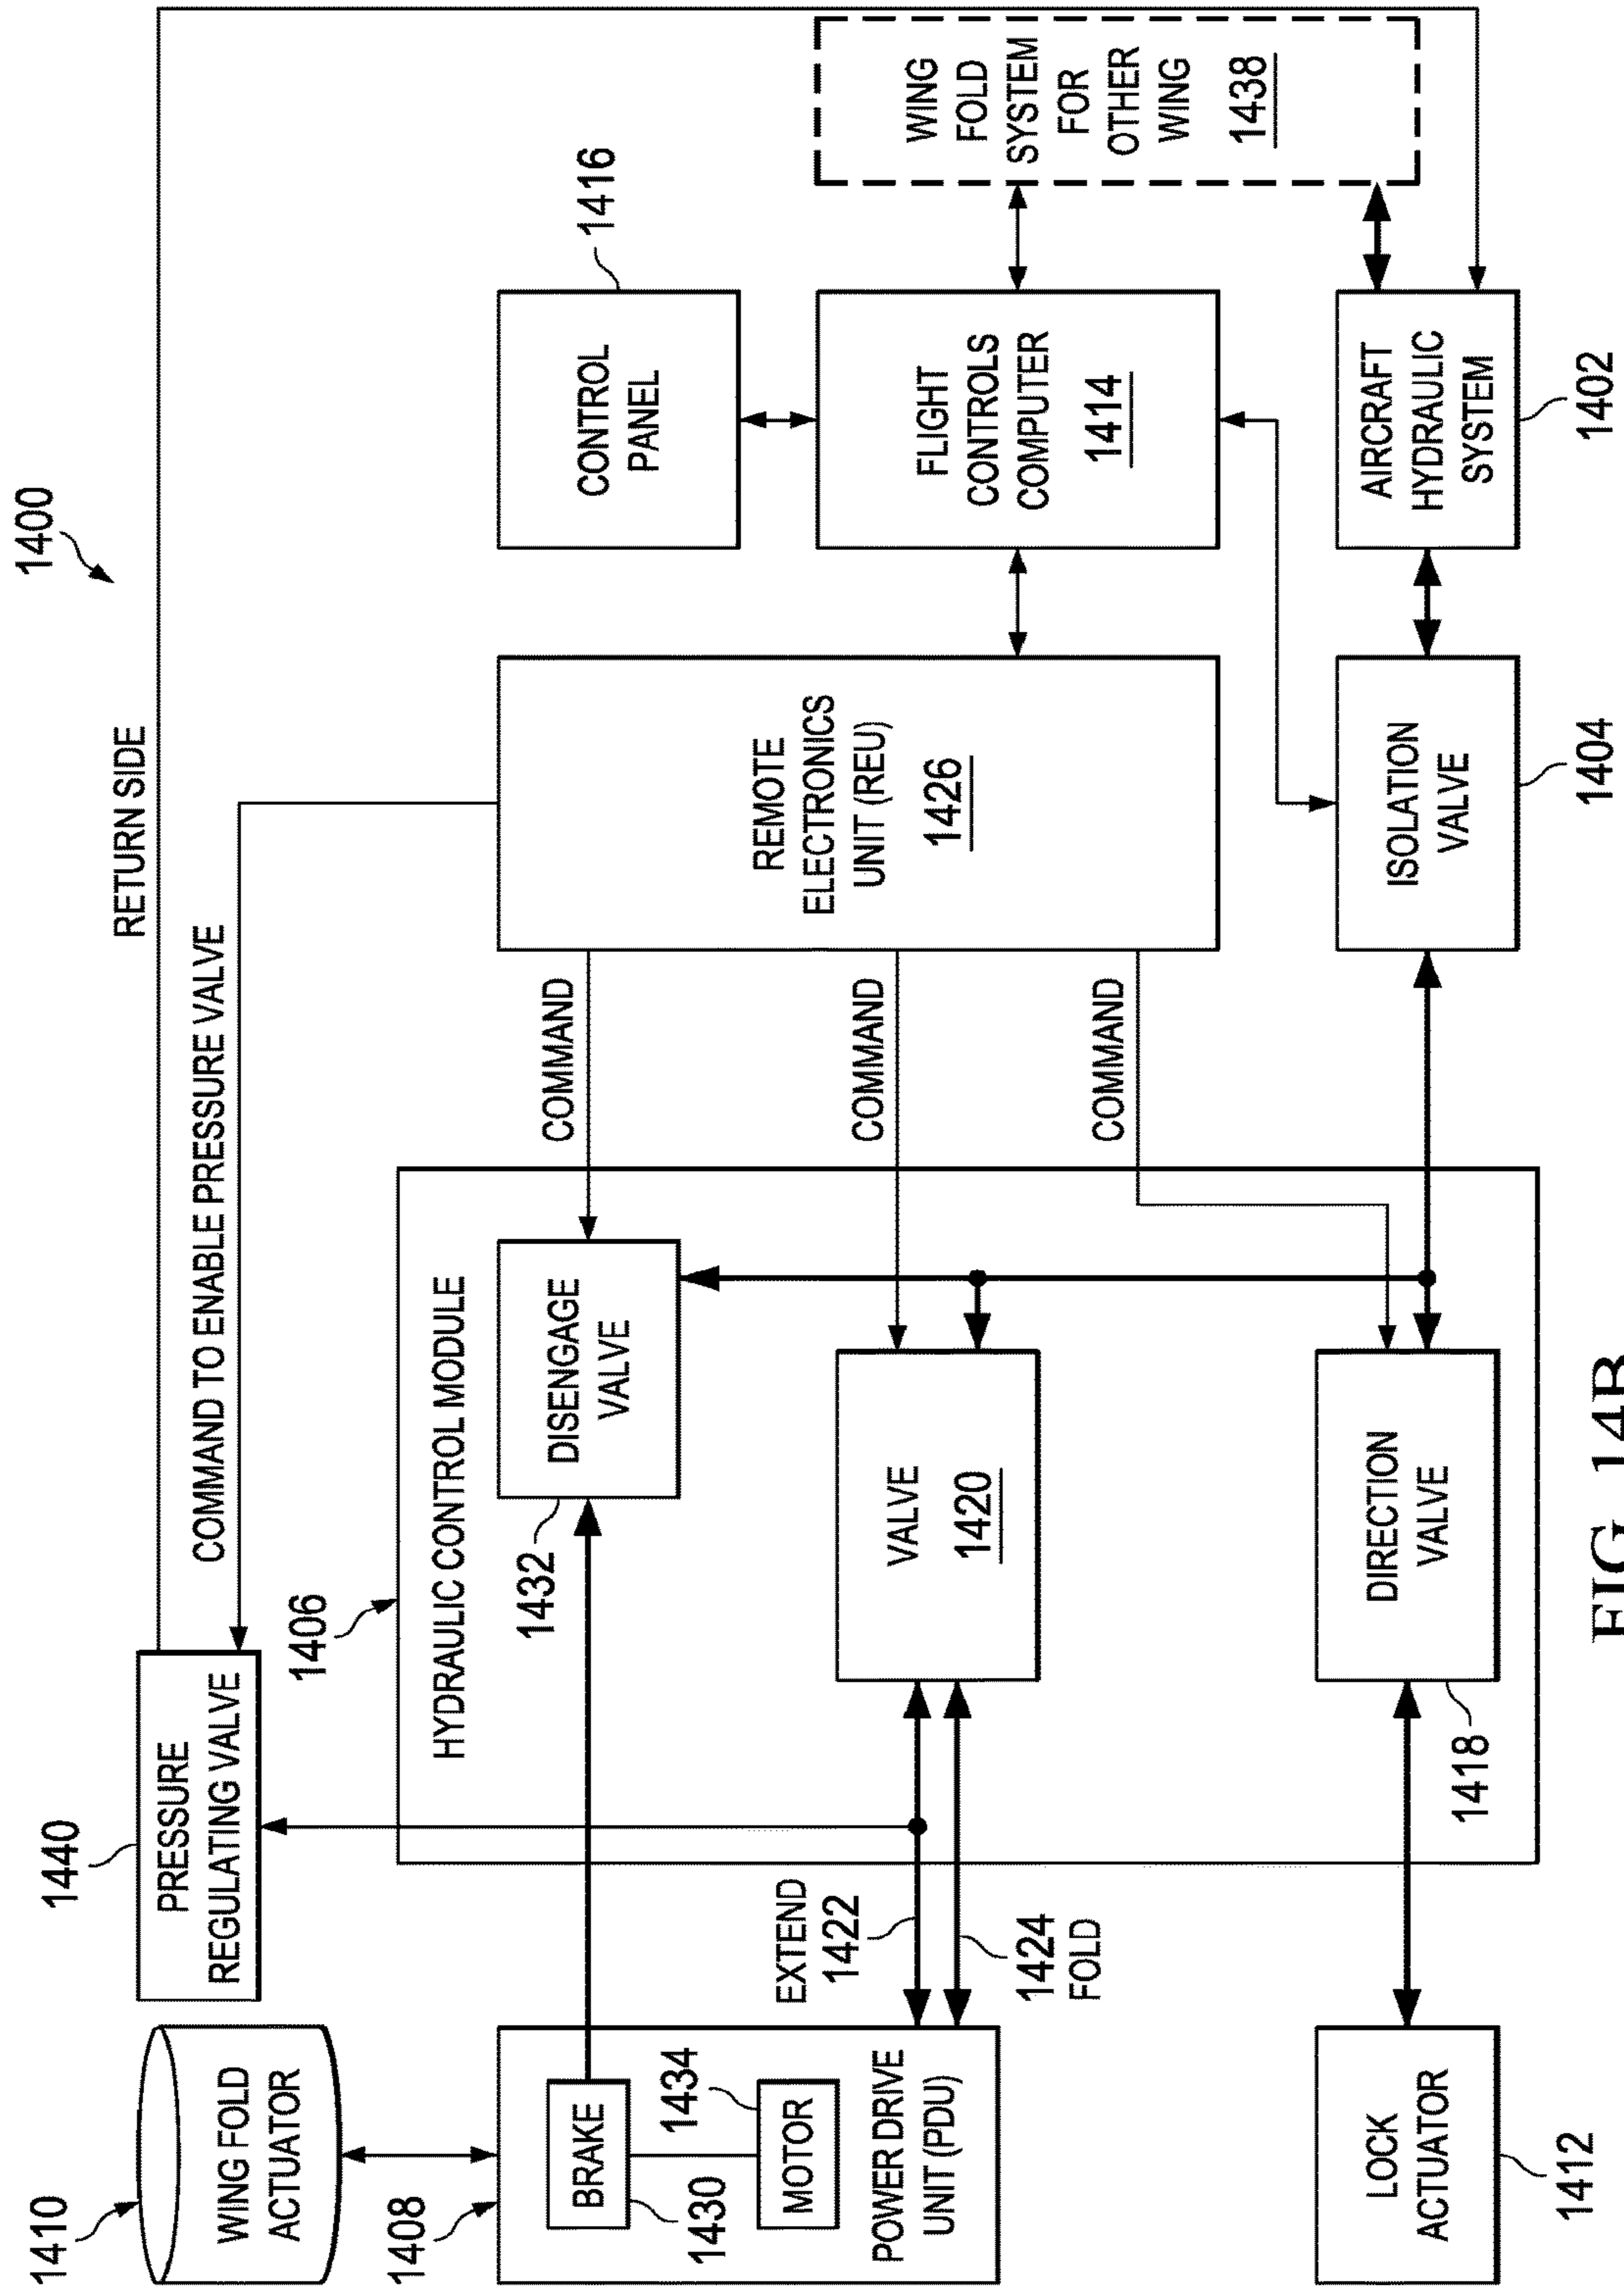 1400
RETURN SIDE
COMMAND TO ENABLE PRESSURE VALVE
1440
PRESSURE
REGULATING VALVE
1410
WING FOLD
ACTUATOR
1408
BRAKE
1430
1434
MOTOR
POWER DRIVE
UNIT (PDU)
EXTEND
1422
1424
FOLD
LOCK
ACTUATOR
1412
1406
HYDRAULIC CONTROL MODULE
DISENGAGE
VALVE
1432
VALVE
1420
DIRECTION
VALVE
1418
COMMAND
COMMAND
COMMAND
REMOTE
ELECTRONICS
UNIT (REU)
1426
ISOLATION
VALVE
1404
CONTROL
PANEL
1416
FLIGHT
CONTROLS
COMPUTER
1414
AIRCRAFT
HYDRAULIC
SYSTEM
1402
WING
FOLD
SYSTEM
FOR
OTHER
WING
1438
FIG. 14B